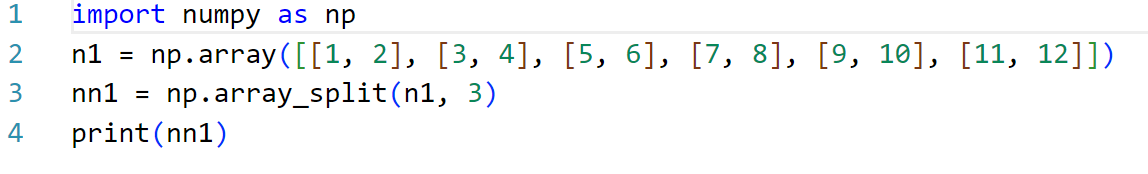 1 import numpy as np
2 n1 = np.array([[1, 2], [3, 4], [5, 6], [7, 8], [9, 10], [11, 12]])
3 nn1 = np.array_split(n1, 3)
4 print(nn1)